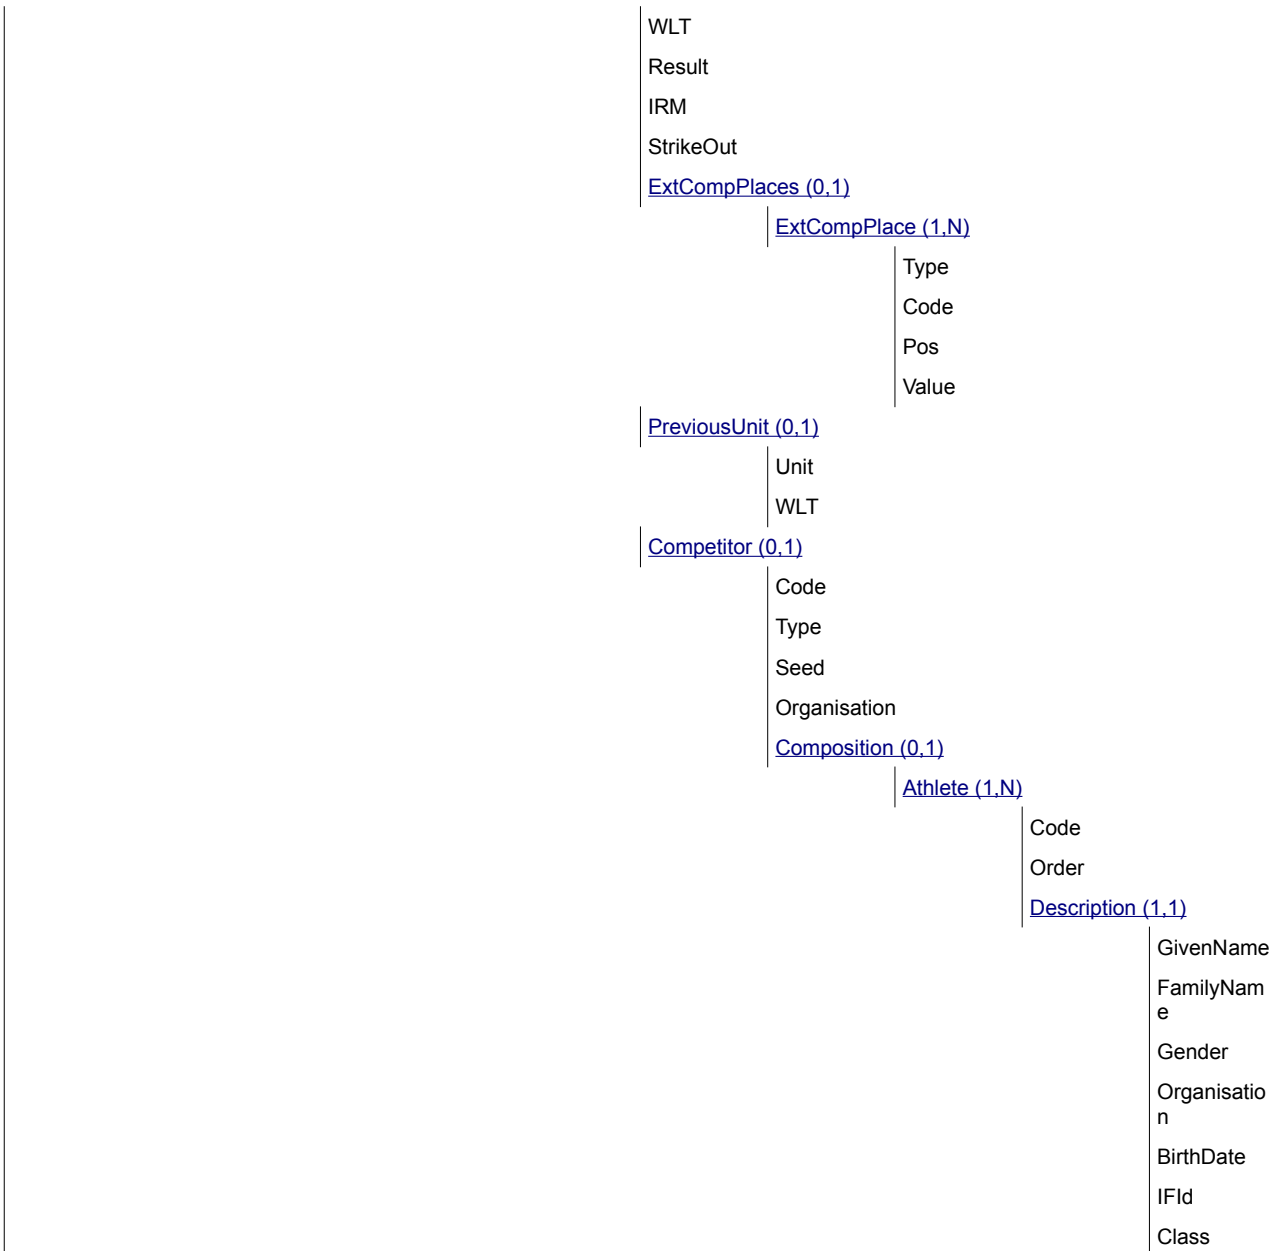 WLT
Result
IRM
StrikeOut
ExtCompPlaces (0,1)
ExtCompPlace (1,N)
Type
Code
Pos
Value
PreviousUnit (0,1)
Unit
WLT
Competitor (0,1)
Code
Type
Seed
Organisation
Composition (0,1)
Athlete (1,N)
Code
Order
Description (1,1)
GivenName
FamilyNam
e
Gender
Organisatio
n
BirthDate
IFId
Class